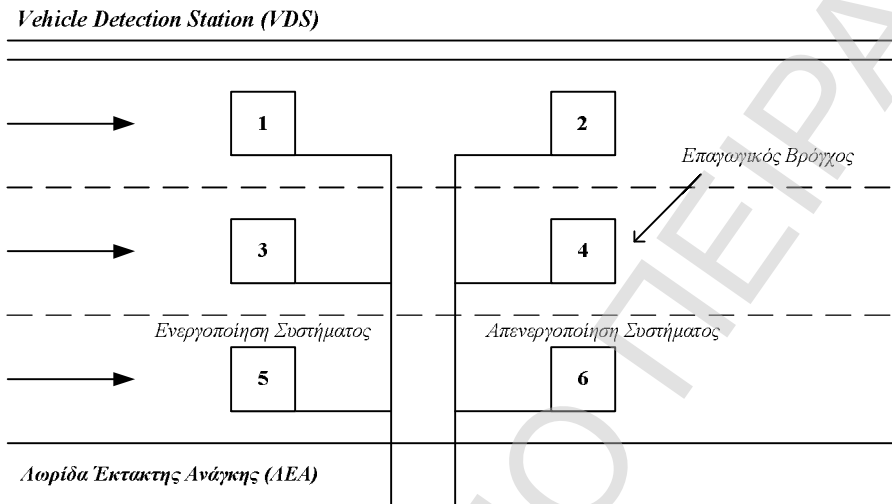 Vehicle Detection Station (VDS)
1
2
Επαγωγικός Βρόγχος
3
4
Ενεργοποίηση Συστήματος
Απενεργοποίηση Συστήματος
5
6
Λωρίδα Έκτακτης Ανάγκης (ΛΕΑ)
ΠΕΙΡΑ